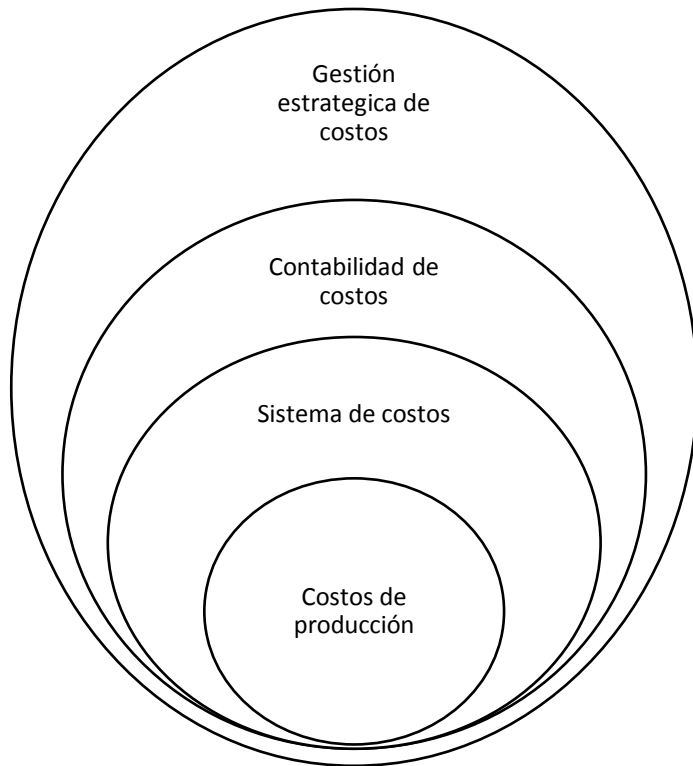 Gestión
estrategica de
costos
Contabilidad de
costos
Sistema de costos
Costos de
producción